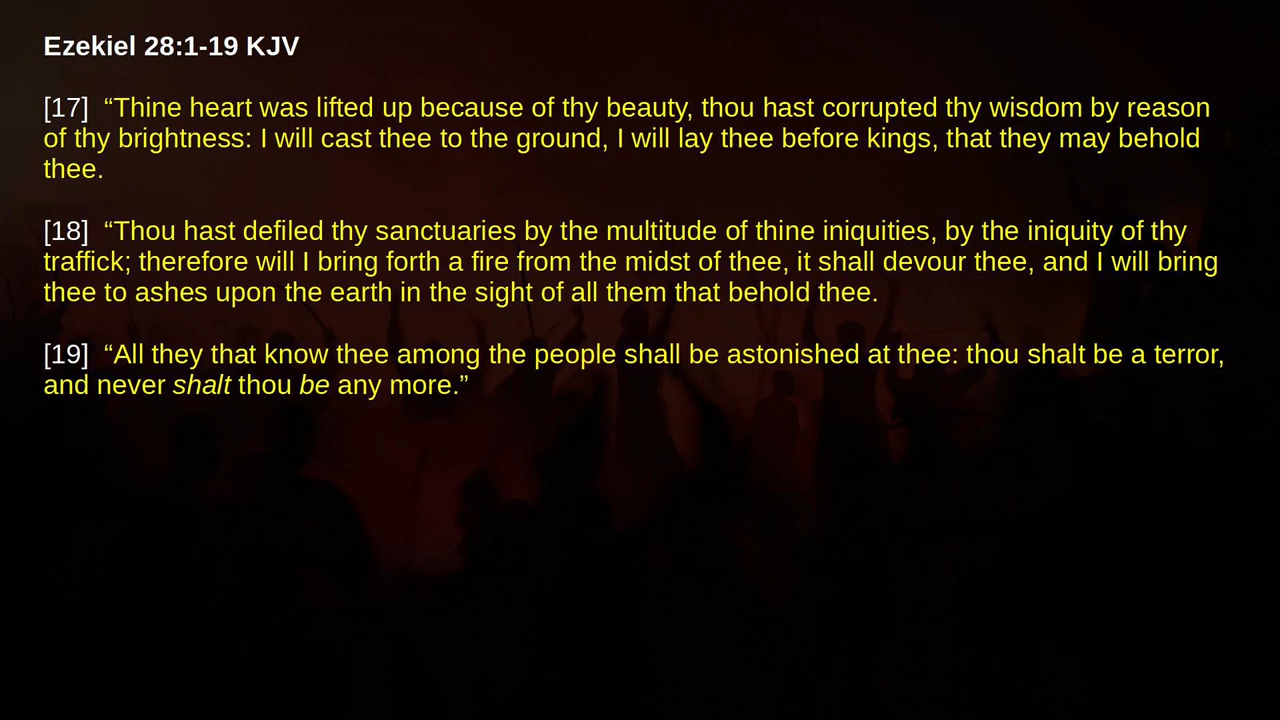 Ezekiel 28:1-19 KJV
[17]  “Thine heart was lifted up because of thy beauty, thou hast corrupted thy wisdom by reason
of thy brightness: I will cast thee to the ground, I will lay thee before kings, that they may behold
thee.
[18]  “Thou hast defiled thy sanctuaries by the multitude of thine iniquities, by the iniquity of thy
traffick; therefore will I bring forth a fire from the midst of thee, it shall devour thee, and I will bring
thee to ashes upon the earth in the sight of all them that behold thee.
[19]  “All they that know thee among the people shall be astonished at thee: thou shalt be a terror,
and never shalt thou be any more.”